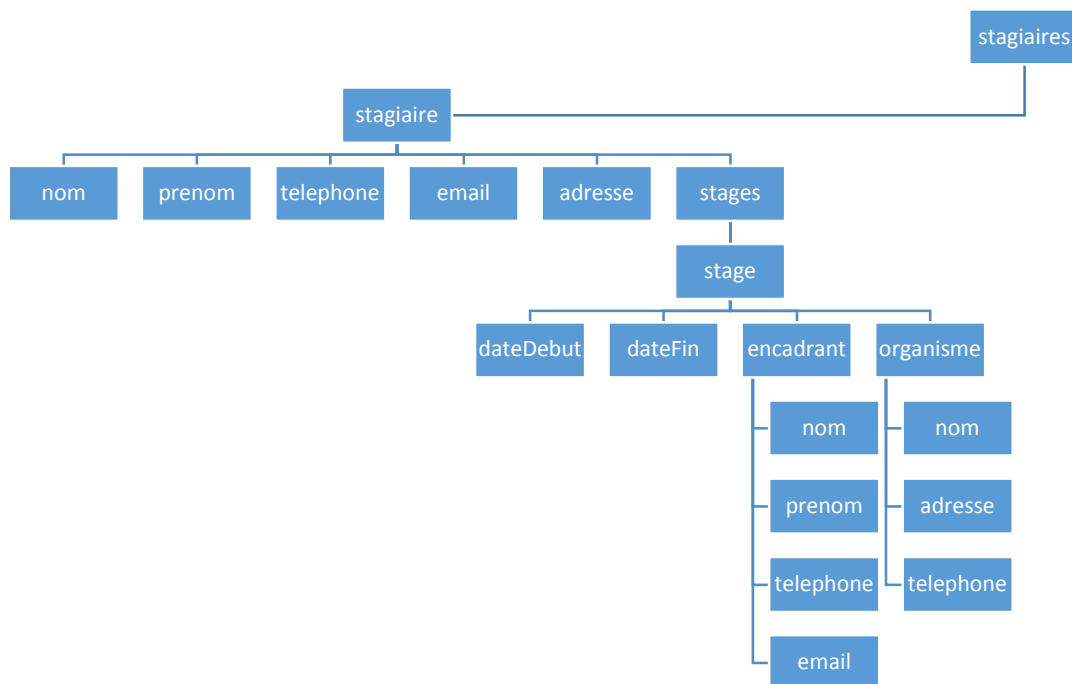 stagiaires
stagiaire
nom
prenom
telephone
email
adresse
stages
stage
dateDebut
dateFin
encadrant
organisme
nom
nom
prenom
adresse
telephone
telephone
email